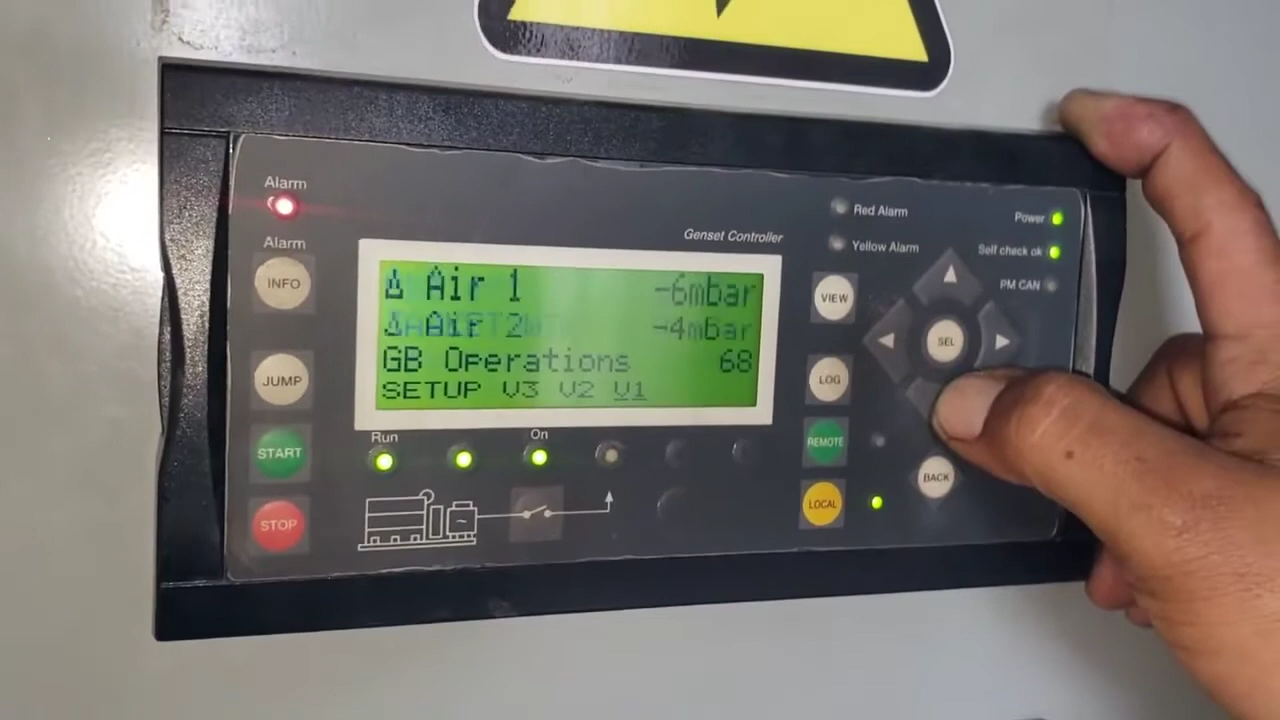 Alarm
Alarm
INFO
JUMP
START
STOP
Genset Controller
Δ Air 1 -6mbar
Δ Air 2 -4mbar
GB Operations 68
SETUP V3 V2 V1
Run
On
Red Alarm
Yellow Alarm
Power
Self check ok
PM CAN
VIEW
SEL
LOG
REMOTE
BACK
LOCAL